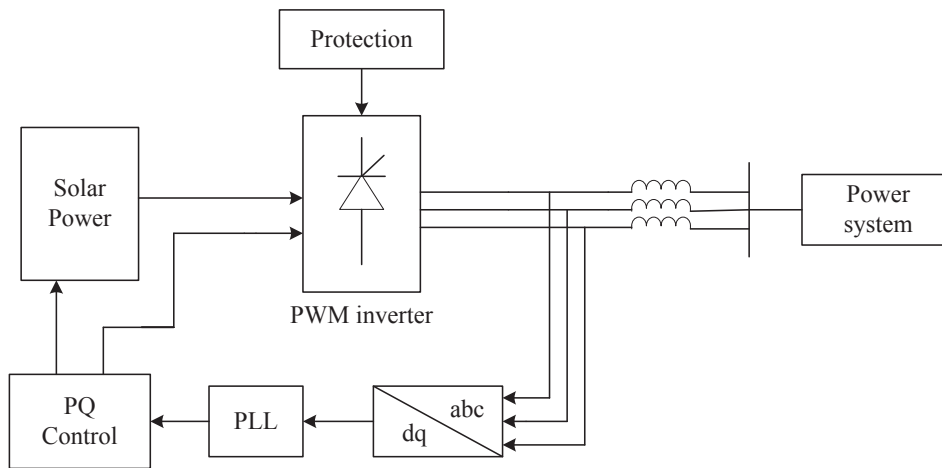 Protection
Solar
Power
PWM inverter
Power
system
PQ
Control
PLL
abc
dq